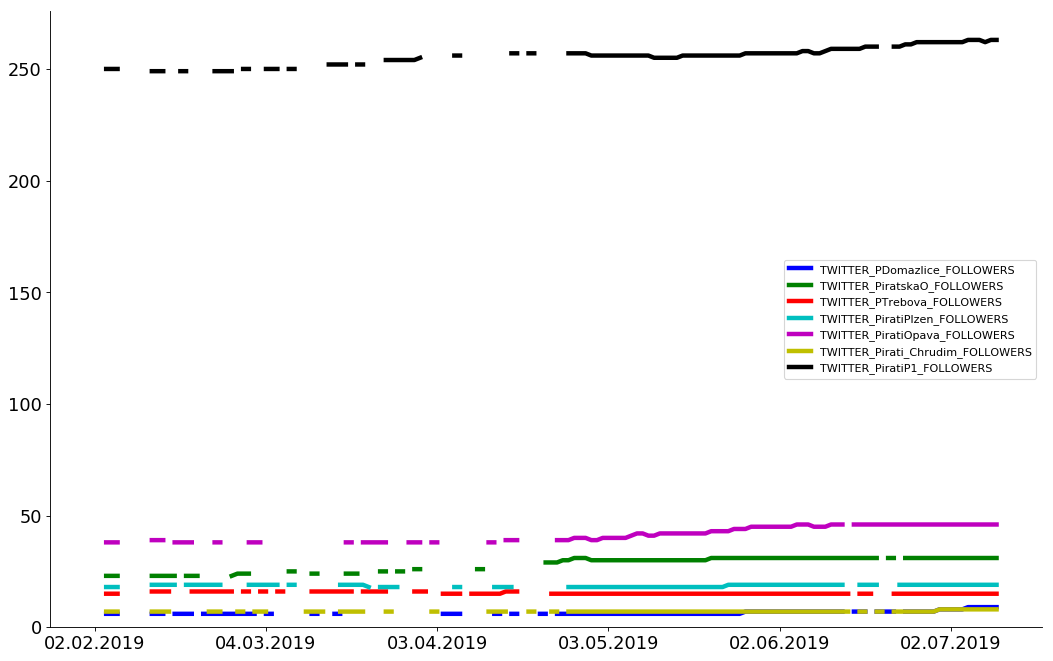 250
200
150
100
50
0
02.02.2019 04.03.2019 03.04.2019 03.05.2019 02.06.2019 02.07.2019
TWITTER_PDomazlice_FOLLOWERS
TWITTER_PiratskaO_FOLLOWERS
TWITTER_PTrebova_FOLLOWERS
TWITTER_PiratiPlzen_FOLLOWERS
TWITTER_PiratiOpava_FOLLOWERS
TWITTER_Pirati_Chrudim_FOLLOWERS
TWITTER_PiratiP1_FOLLOWERS